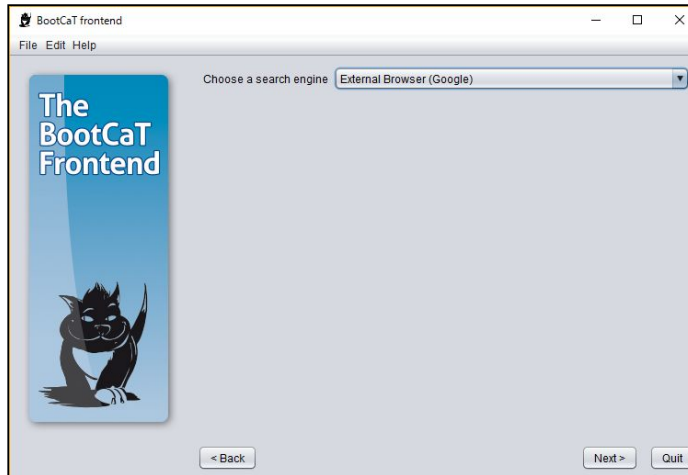 BootCaT frontend
File Edit Help
The
BootCaT
Frontend
Choose a search engine External Browser (Google)
< Back Next > Quit